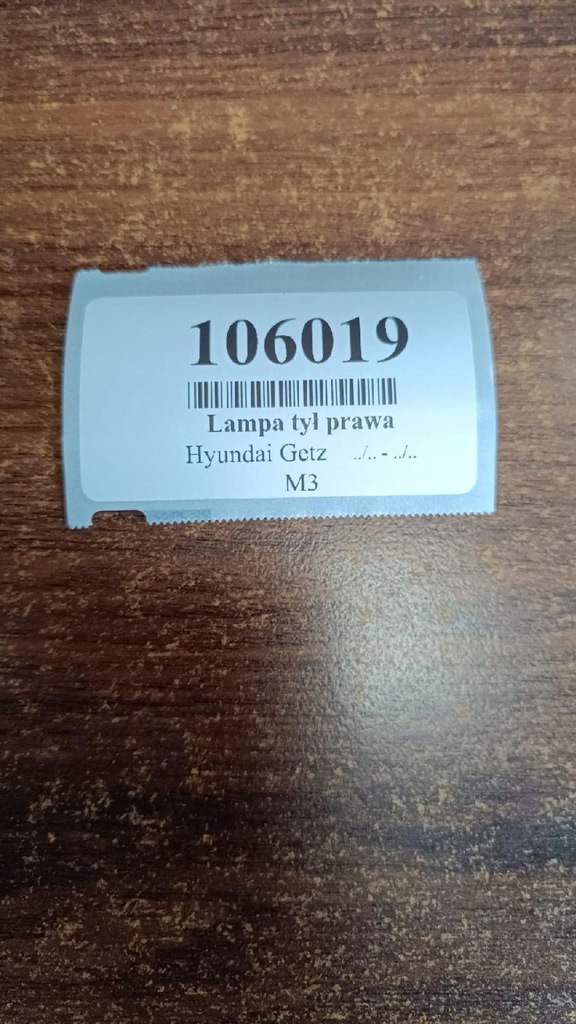 106019
Lampa tył prawa
Hyundai Getz ../.. - ../..
M3